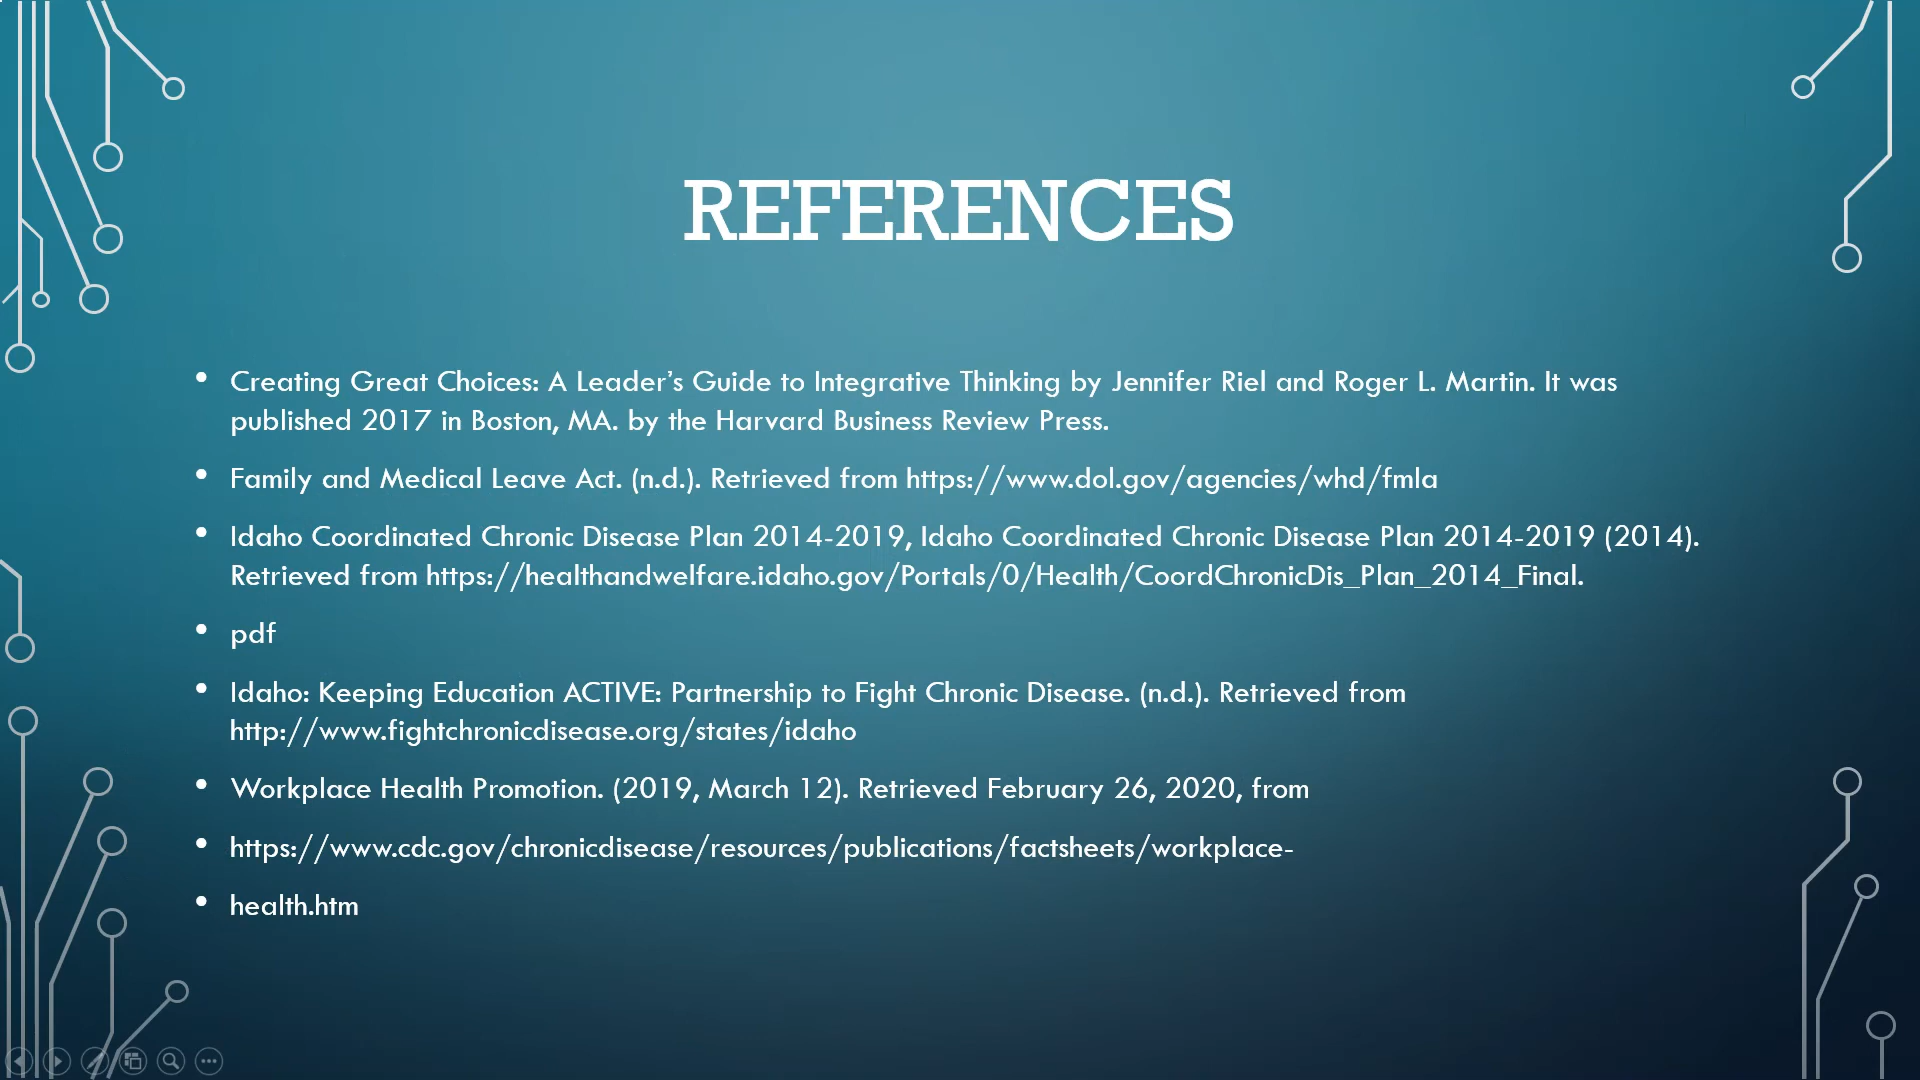 REFERENCES
• Creating Great Choices: A Leader’s Guide to Integrative Thinking by Jennifer Riel and Roger L. Martin. It was
published 2017 in Boston, MA. by the Harvard Business Review Press.
• Family and Medical Leave Act. (n.d.). Retrieved from https://www.dol.gov/agencies/whd/fmla
• Idaho Coordinated Chronic Disease Plan 2014-2019, Idaho Coordinated Chronic Disease Plan 2014-2019 (2014).
Retrieved from https://healthandwelfare.idaho.gov/Portals/0/Health/CoordChronicDis_Plan_2014_Final.
• pdf
• Idaho: Keeping Education ACTIVE: Partnership to Fight Chronic Disease. (n.d.). Retrieved from
http://www.fightchronicdisease.org/states/idaho
• Workplace Health Promotion. (2019, March 12). Retrieved February 26, 2020, from
• https://www.cdc.gov/chronicdisease/resources/publications/factsheets/workplace-
• health.htm